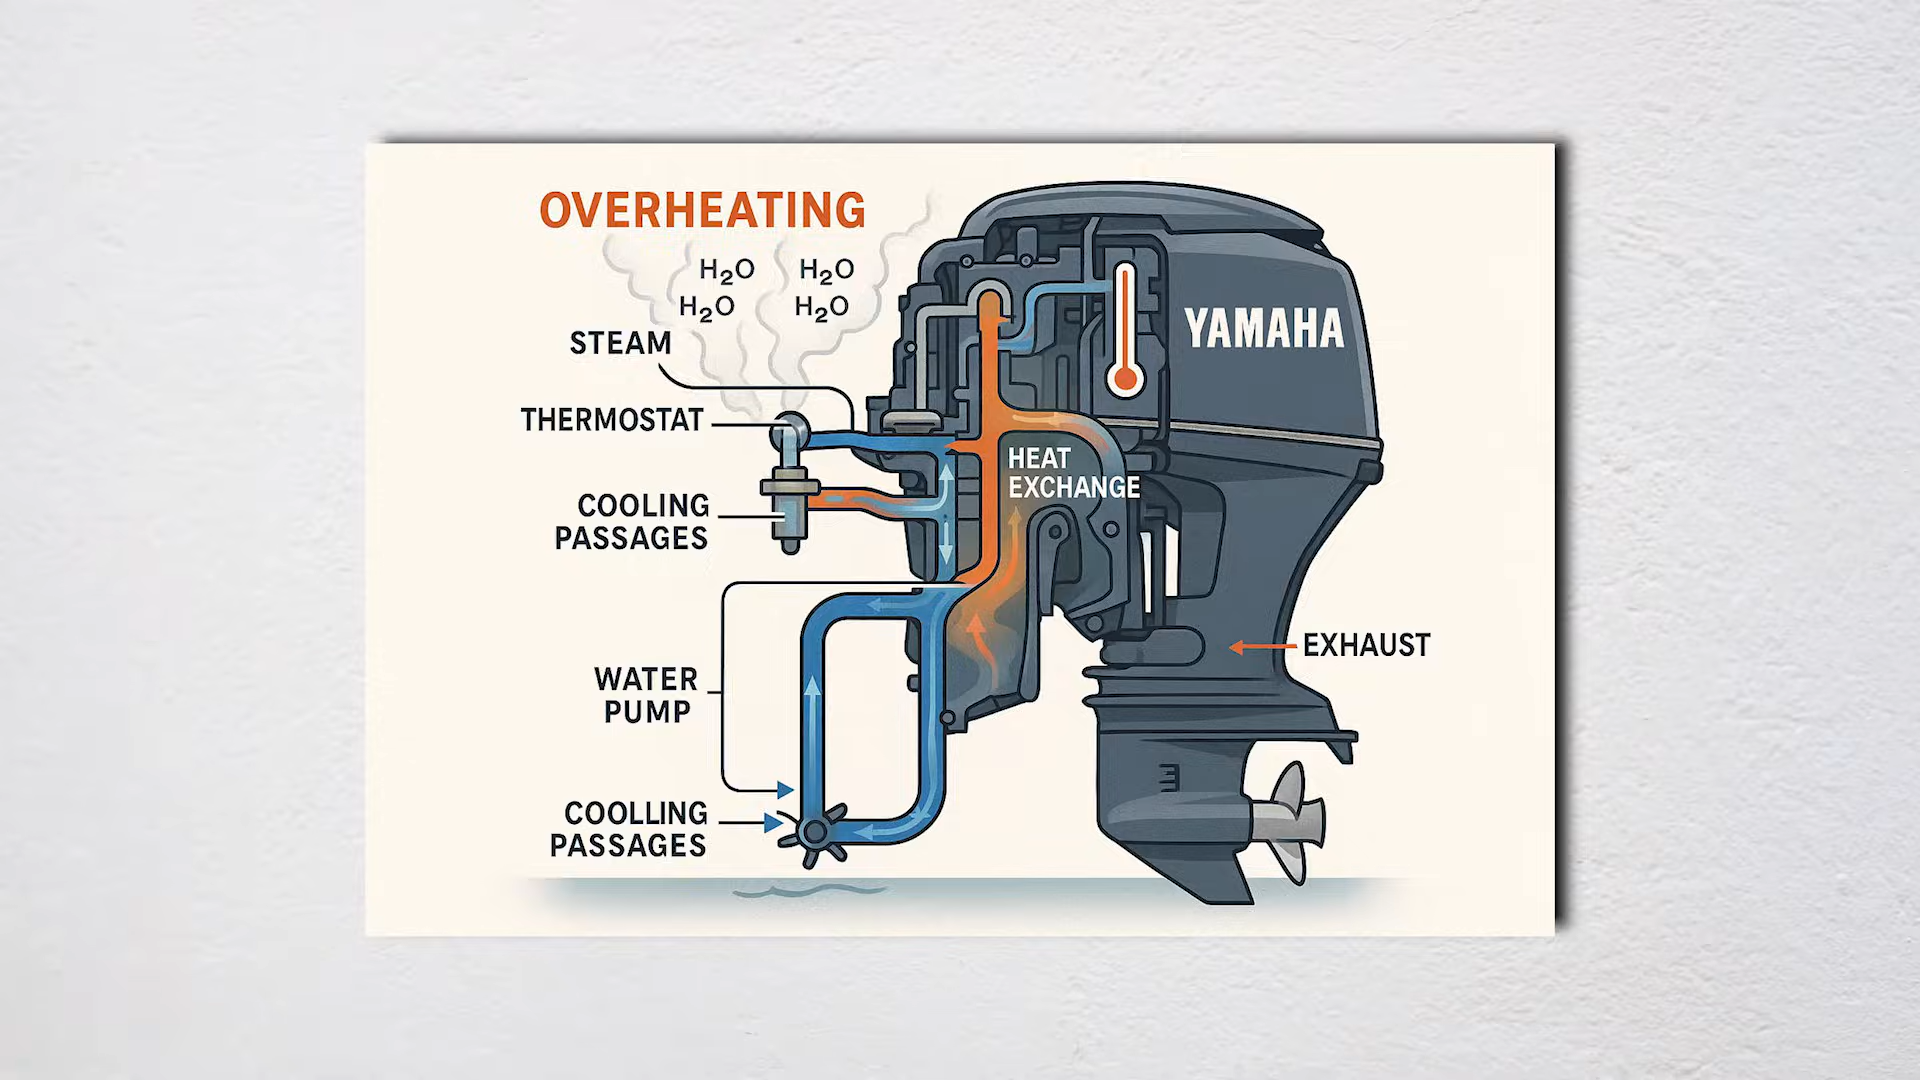 OVERHEATING
H₂O H₂O
H₂O H₂O
STEAM
THERMOSTAT
COOLING
PASSAGES
WATER
PUMP
COOLLING
PASSAGES
YAMAHA
HEAT
EXCHANGE
EXHAUST